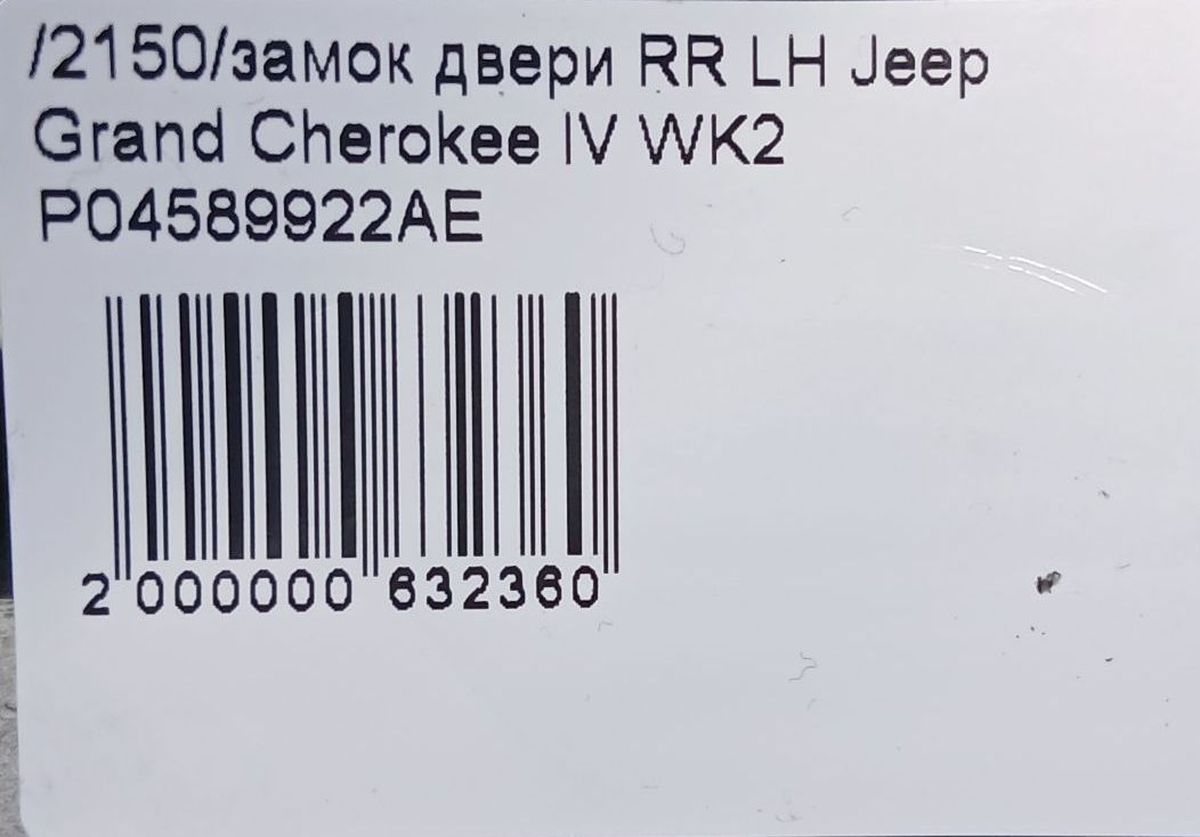 /2150/замок двери RR LH Jeep
Grand Cherokee IV WK2
P04589922AE
2 000000 632360